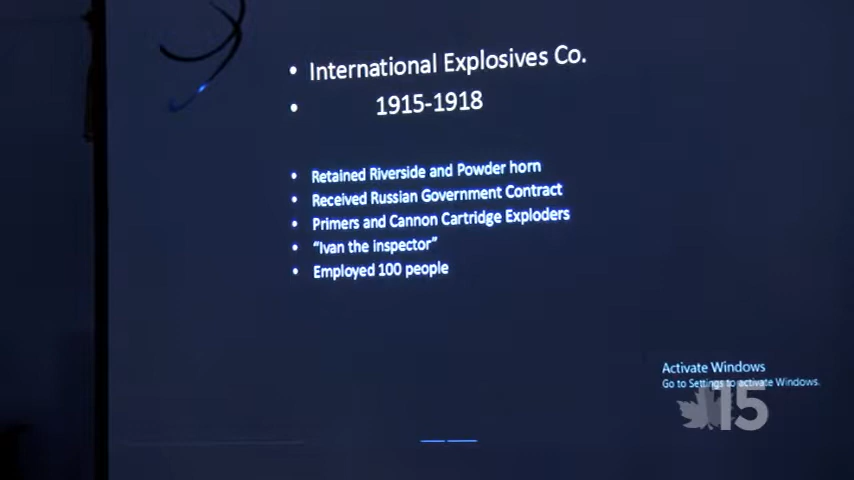 • International Explosives Co.
• 1915-1918
• Retained Riverside and Powder horn
• Received Russian Government Contract
• Primers and Cannon Cartridge Exploders
• “Ivan the inspector”
• Employed 100 people
Activate Windows
Go to Settings to activate Windows.
15